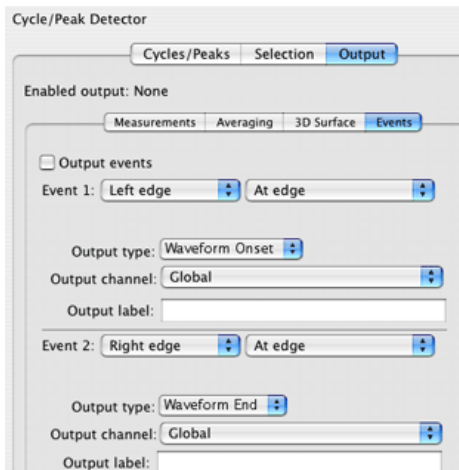 Cycle/Peak Detector
Cycles/Peaks Selection Output
Enabled output: None
Measurements Averaging 3D Surface Events
Output events
Event 1: Left edge At edge
Output type: Waveform Onset
Output channel: Global
Output label:
Event 2: Right edge At edge
Output type: Waveform End
Output channel: Global
Output label: